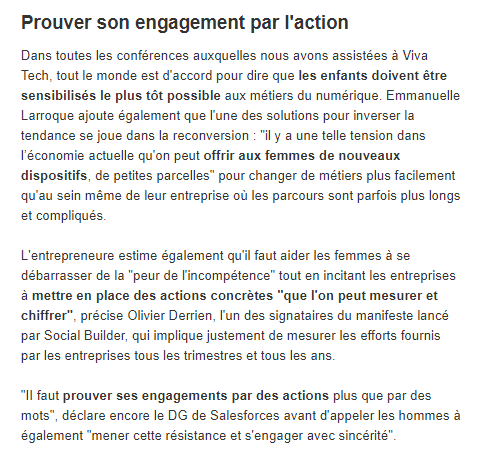 Prouver son engagement par l'action
Dans toutes les conférences auxquelles nous avons assistées à Viva
Tech, tout le monde est d'accord pour dire que les enfants doivent être
sensibilisés le plus tôt possible aux métiers du numérique. Emmanuelle
Larroque ajoute également que l'une des solutions pour inverser la
tendance se joue dans la reconversion : "il y a une telle tension dans
l’économie actuelle qu'on peut offrir aux femmes de nouveaux
dispositifs, de petites parcelles" pour changer de métiers plus facilement
qu'au sein même de leur entreprise où les parcours sont parfois plus longs
et compliqués.
L'entrepreneure estime également qu'il faut aider les femmes à se
débarrasser de la "peur de l'incompétence" tout en incitant les entreprises
à mettre en place des actions concrètes "que l'on peut mesurer et
chiffrer", précise Olivier Derrien, l'un des signataires du manifeste lancé
par Social Builder, qui implique justement de mesurer les efforts fournis
par les entreprises tous les trimestres et tous les ans.
"Il faut prouver ses engagements par des actions plus que par des
mots", déclare encore le DG de Salesforces avant d'appeler les hommes à
également "mener cette résistance et s'engager avec sincérité".